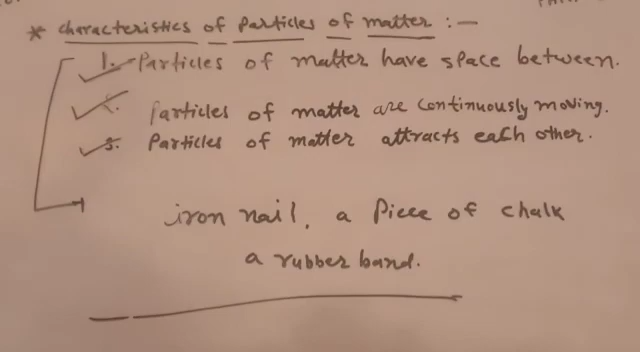 * Characteristics of Particles of matter : —
1. Particles of matter have space between.
2. Particles of matter are continuously moving.
3. Particles of matter attracts each other.
iron nail, a Piece of chalk
a rubber band.